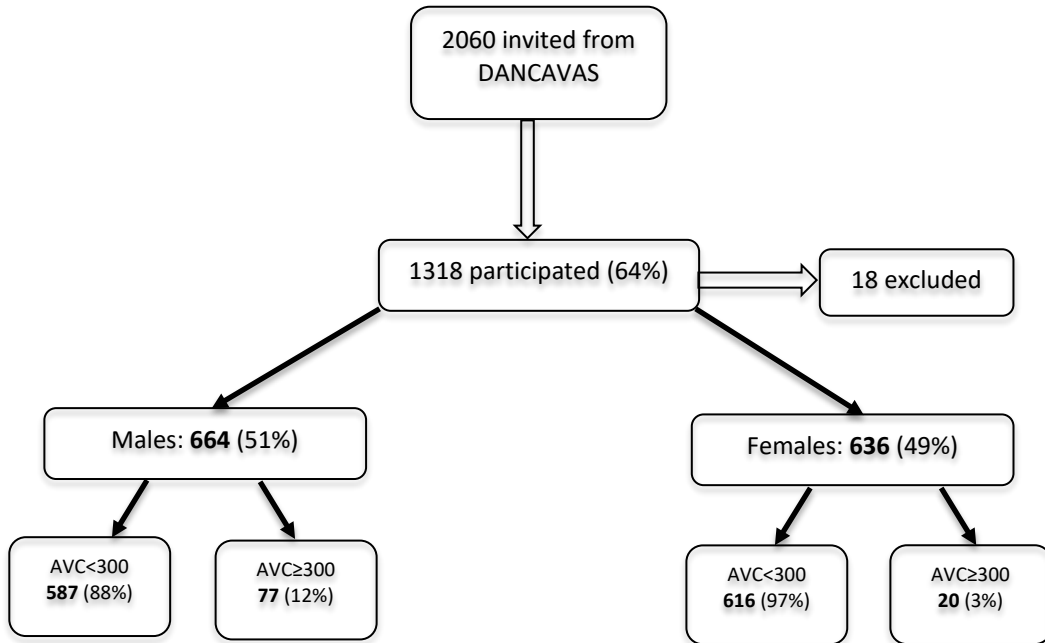 2060 invited from
DANCAVAS
1318 participated (64%)
18 excluded
Males: 664 (51%)
Females: 636 (49%)
AVC<300
587 (88%)
AVC≥300
77 (12%)
AVC<300
616 (97%)
AVC≥300
20 (3%)